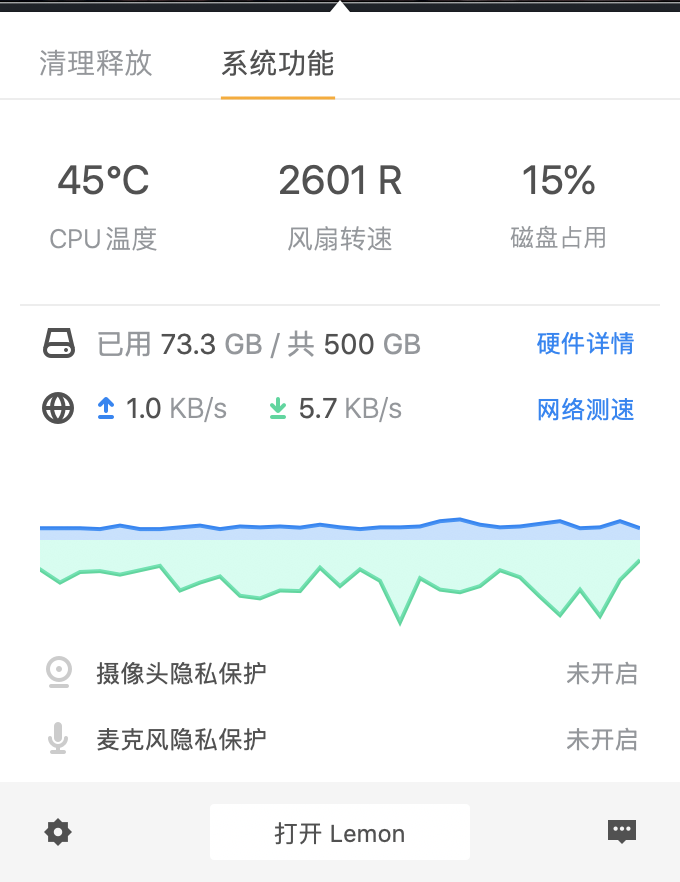 清理释放 系统功能
45°C 2601 R 15%
CPU温度 风扇转速 磁盘占用
已用 73.3 GB / 共 500 GB 硬件详情
1.0 KB/s 5.7 KB/s 网络测速
摄像头隐私保护 未开启
麦克风隐私保护 未开启
打开 Lemon